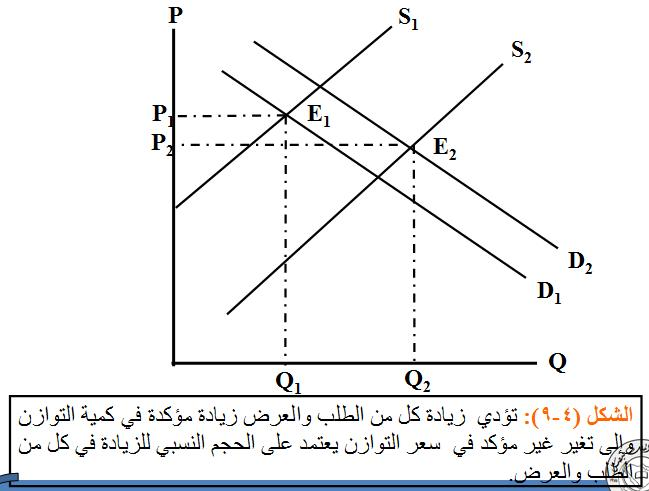 P
S1
S2
P1
E1
P2
E2
D2
D1
Q
Q1
Q2
الشكل (٤-٩): تؤدي زيادة كل من الطلب والعرض زيادة مؤكدة في كمية التوازن
وإلى تغير غير مؤكد في سعر التوازن يعتمد على الحجم النسبي للزيادة في كل من
الطلب والعرض.